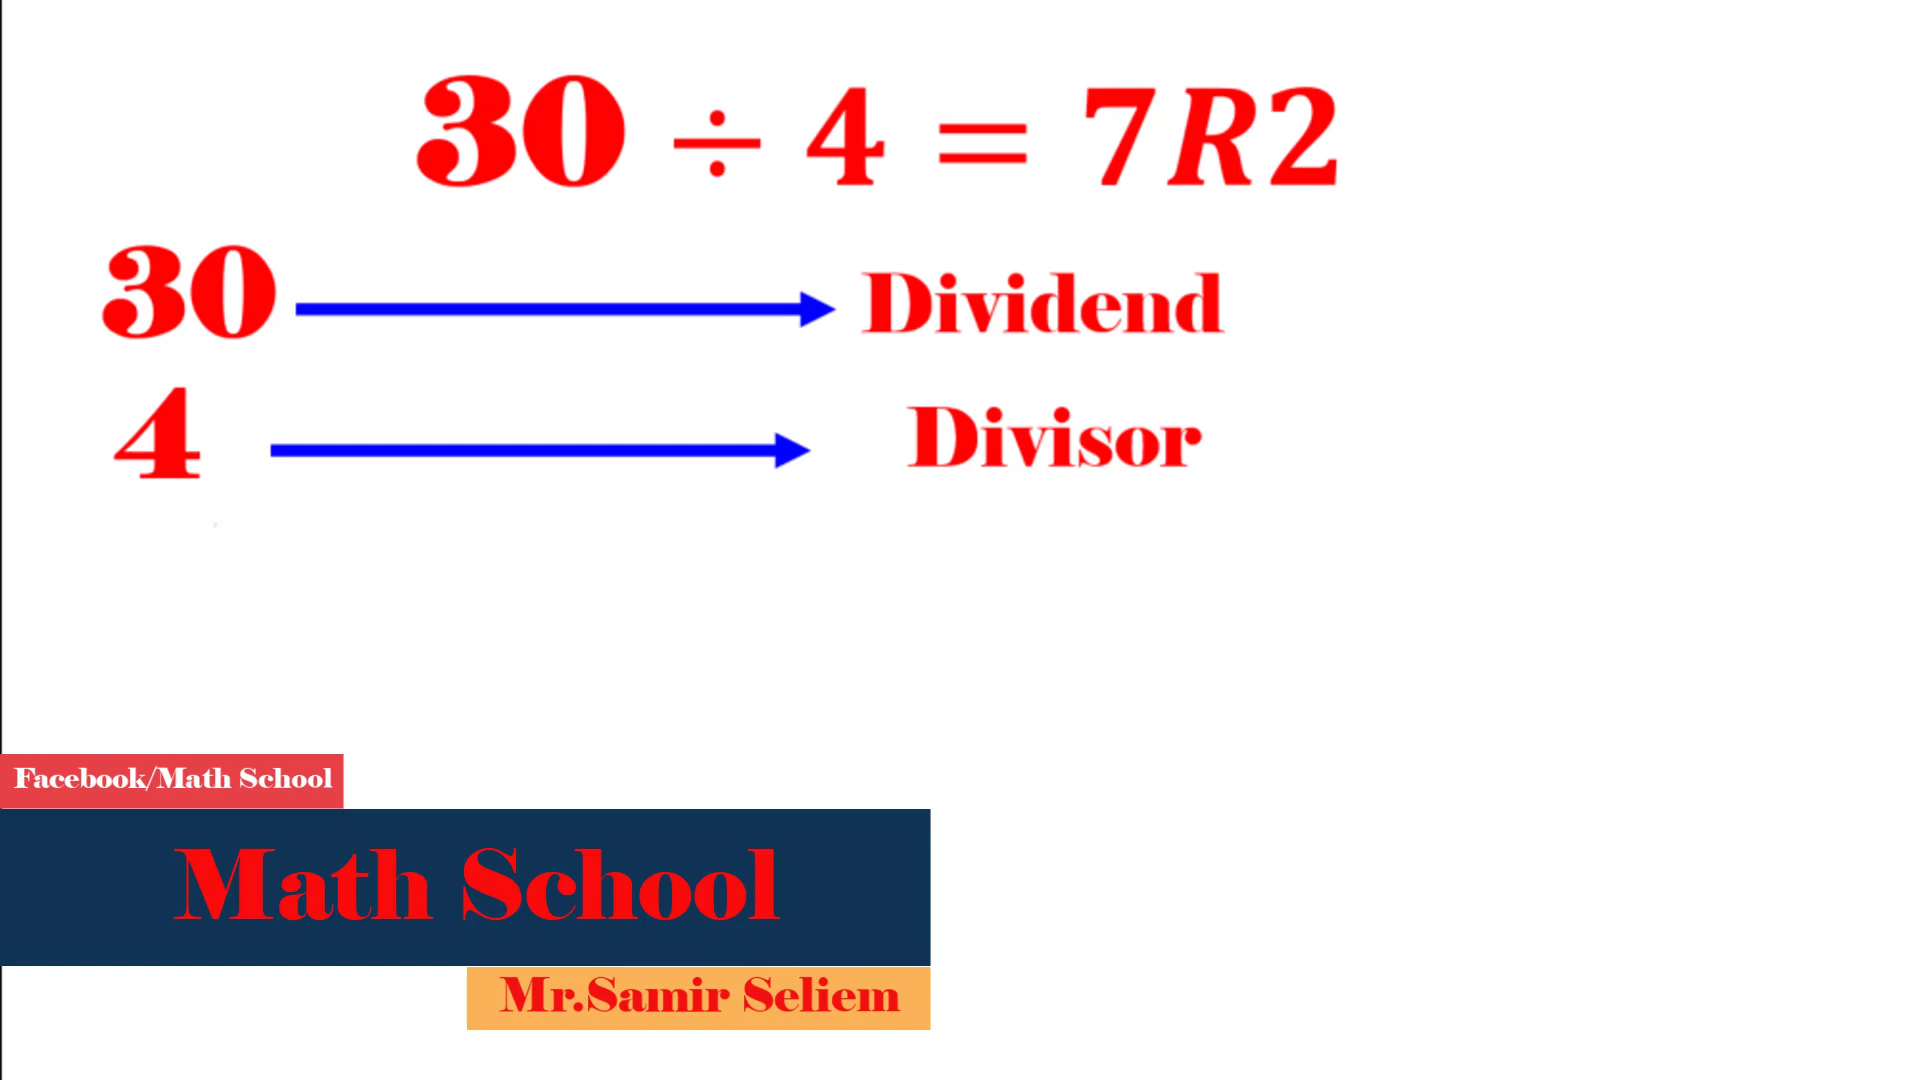 30 ÷ 4 = 7R2
30 Dividend
4 Divisor
Facebook/Math School
Math School
Mr.Samir Seliem